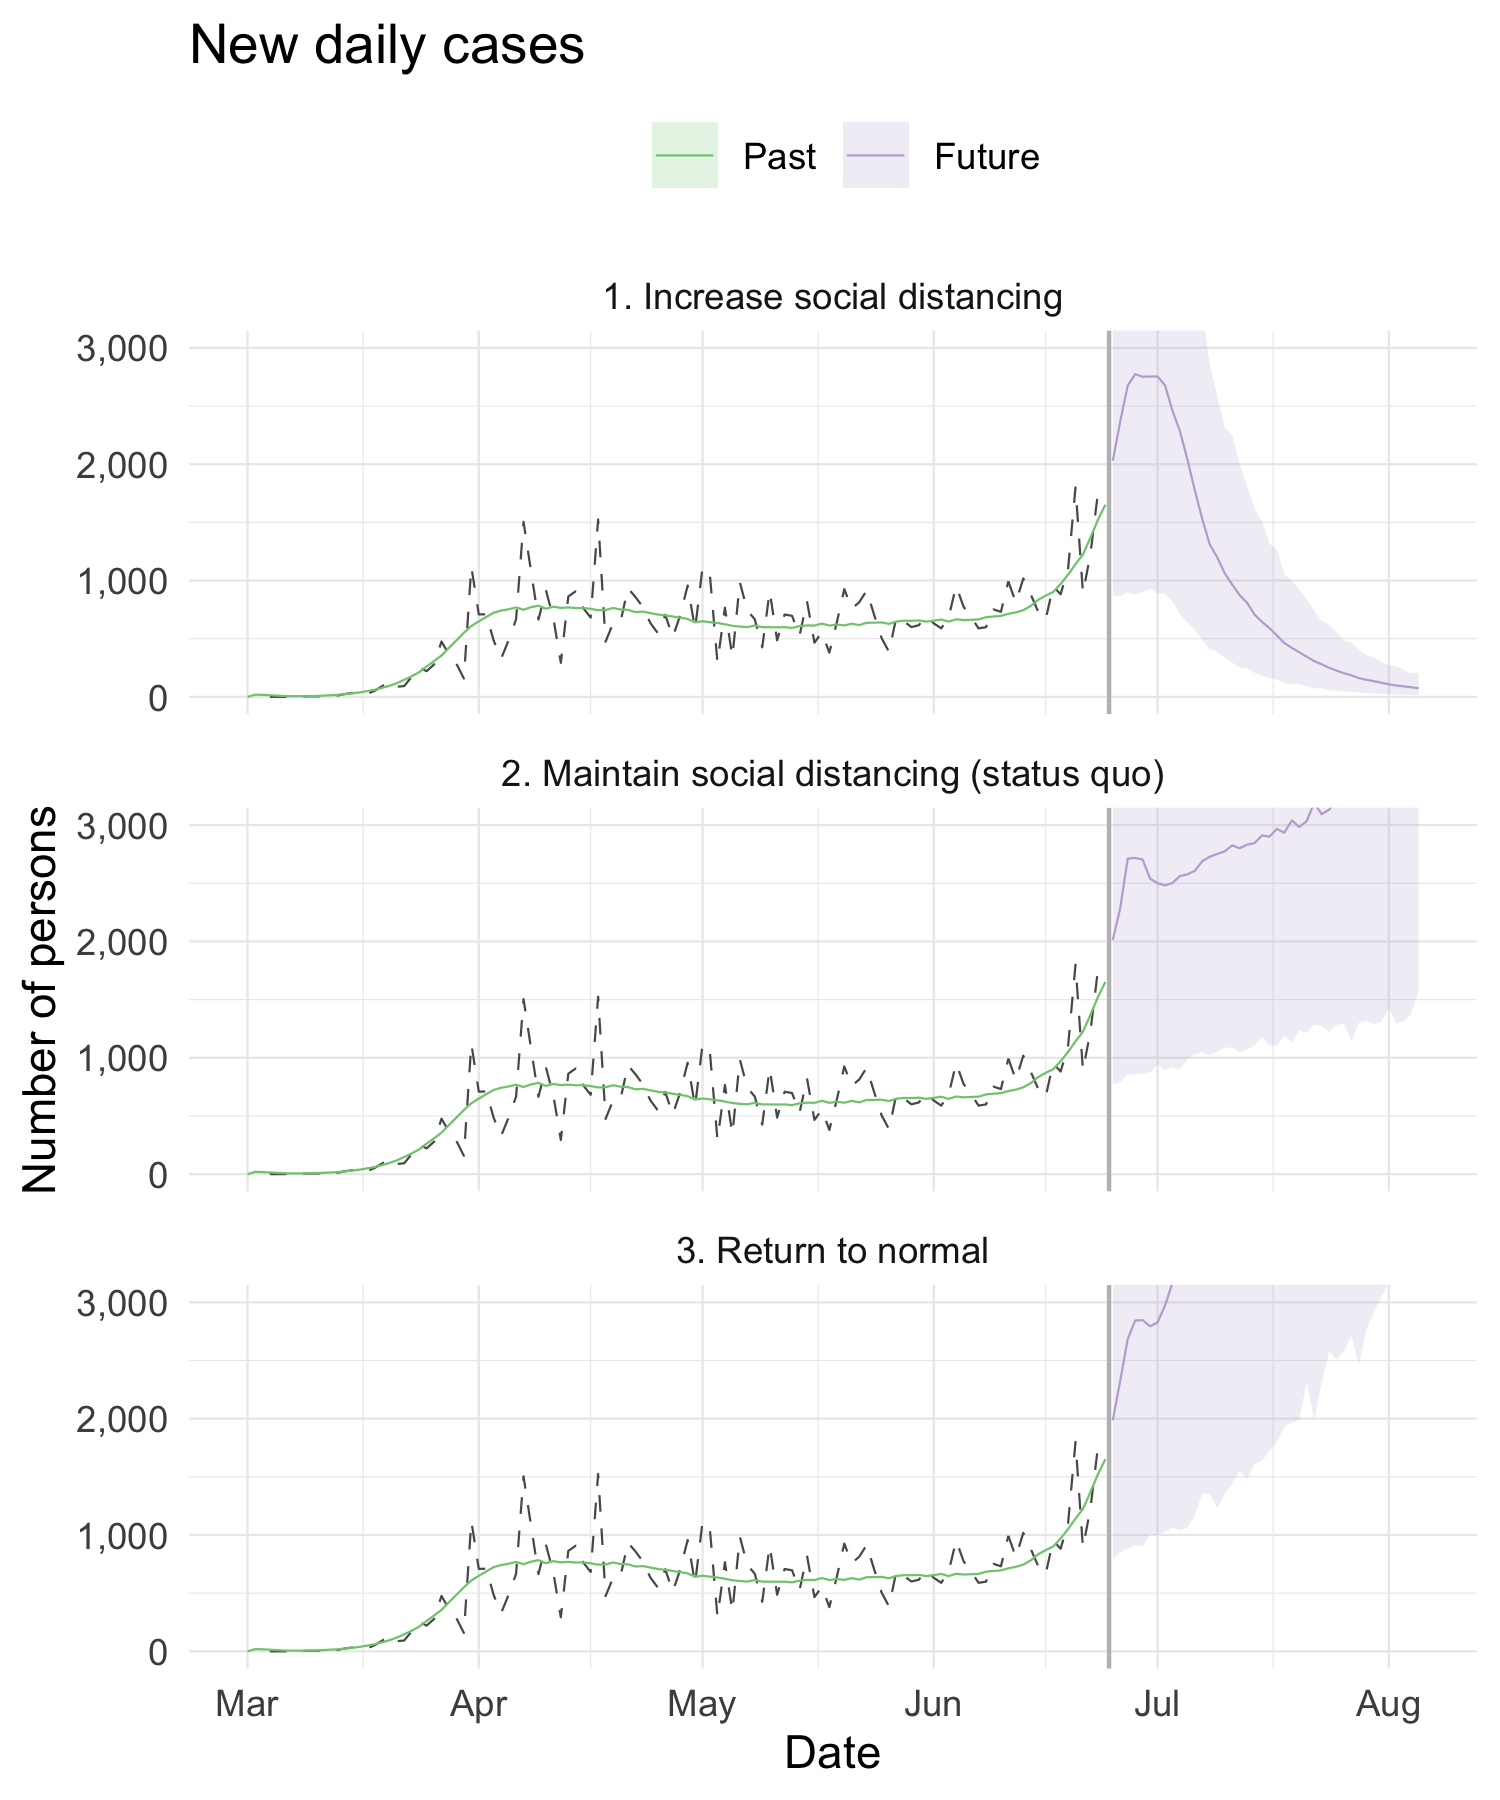 New daily cases
Past
Future
1. Increase social distancing
3,000
2,000
1,000
0
2. Maintain social distancing (status quo)
3,000
2,000
1,000
0
Number of persons
3. Return to normal
3,000
2,000
1,000
0
Mar
Apr
May
Jun
Jul
Aug
Date